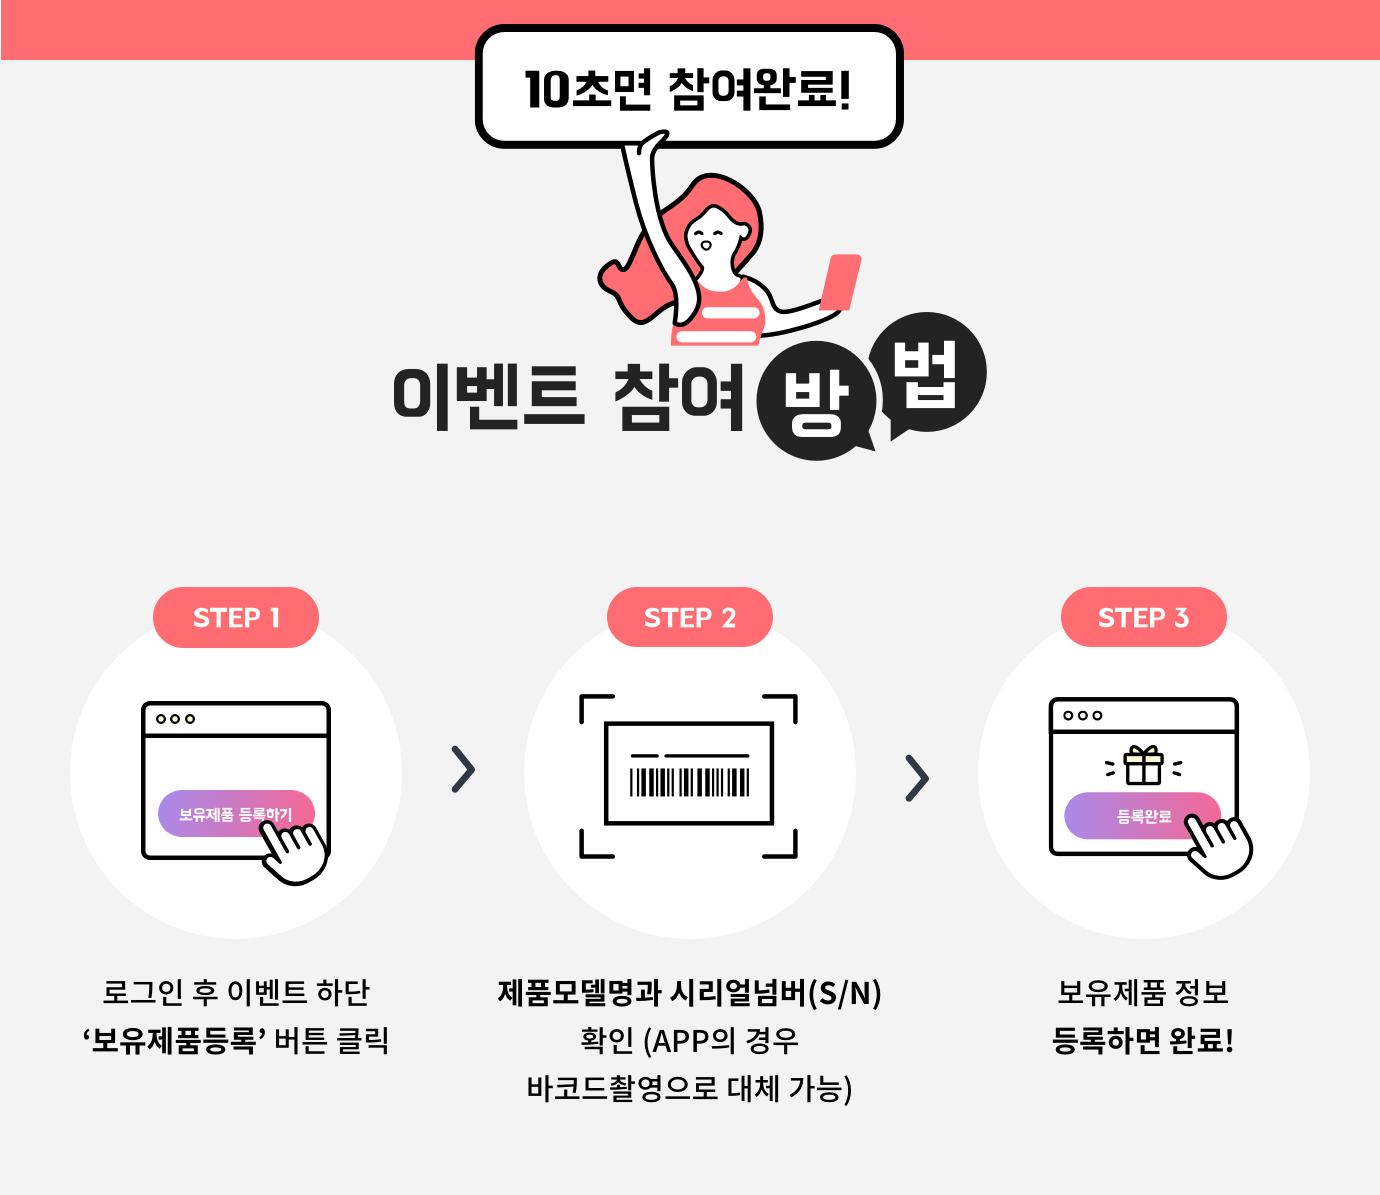 10초면 참여완료!
이벤트 참여 방법
STEP 1
보유제품 등록하기
로그인 후 이벤트 하단
‘보유제품등록’ 버튼 클릭
STEP 2
제품모델명과 시리얼넘버(S/N)
확인 (APP의 경우
바코드촬영으로 대체 가능)
STEP 3
등록완료
보유제품 정보
등록하면 완료!